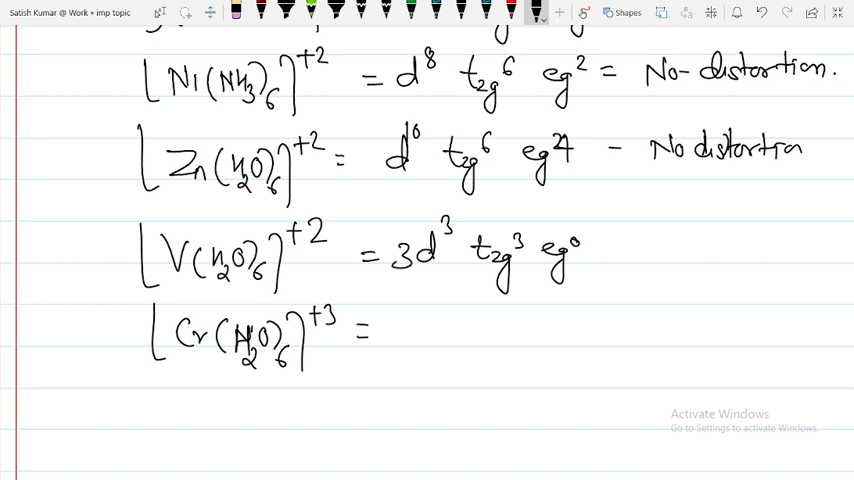 Satish Kumar @ Work » imp topic
Shapes
[Ni(NH3)6]+2 = d8 t2g6 eg2 = No-distortion.
[Zn(H2O)6]+2 = d0 t2g6 eg4 - No distortion
[V(H2O)6]+2 = 3d3 t2g3 eg0
[Cr(H2O)6]+3 =
Activate Windows
Go to Settings to activate Windows.